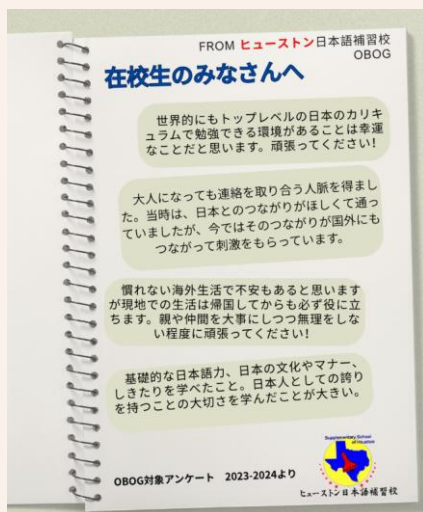 FROM ヒューストン日本語補習校
OBOG
在校生のみなさんへ
世界的にもトップレベルの日本のカリキ
ュラムで勉強できる環境があることは幸運
なことだと思います。頑張ってください!
大人になっても連絡を取り合う人脈を得まし
た。当時は、日本とのつながりがほしくて通っ
ていましたが、今ではそのつながりが国外にも
つながって刺激をもらっています。
慣れない海外生活で不安もあると思います
が現地での生活は帰国してからも必ず役に立
ちます。親や仲間を大事にしつつ無理をしな
い程度に頑張ってください!
基礎的な日本語力、日本の文化やマナー、
しきたりを学べたこと。日本人としての誇り
を持つことの大切さを学んだことが大きい。
Supplementary School
of Houston
OBOG対象アンケート 2023-2024より
ヒューストン日本語補習校